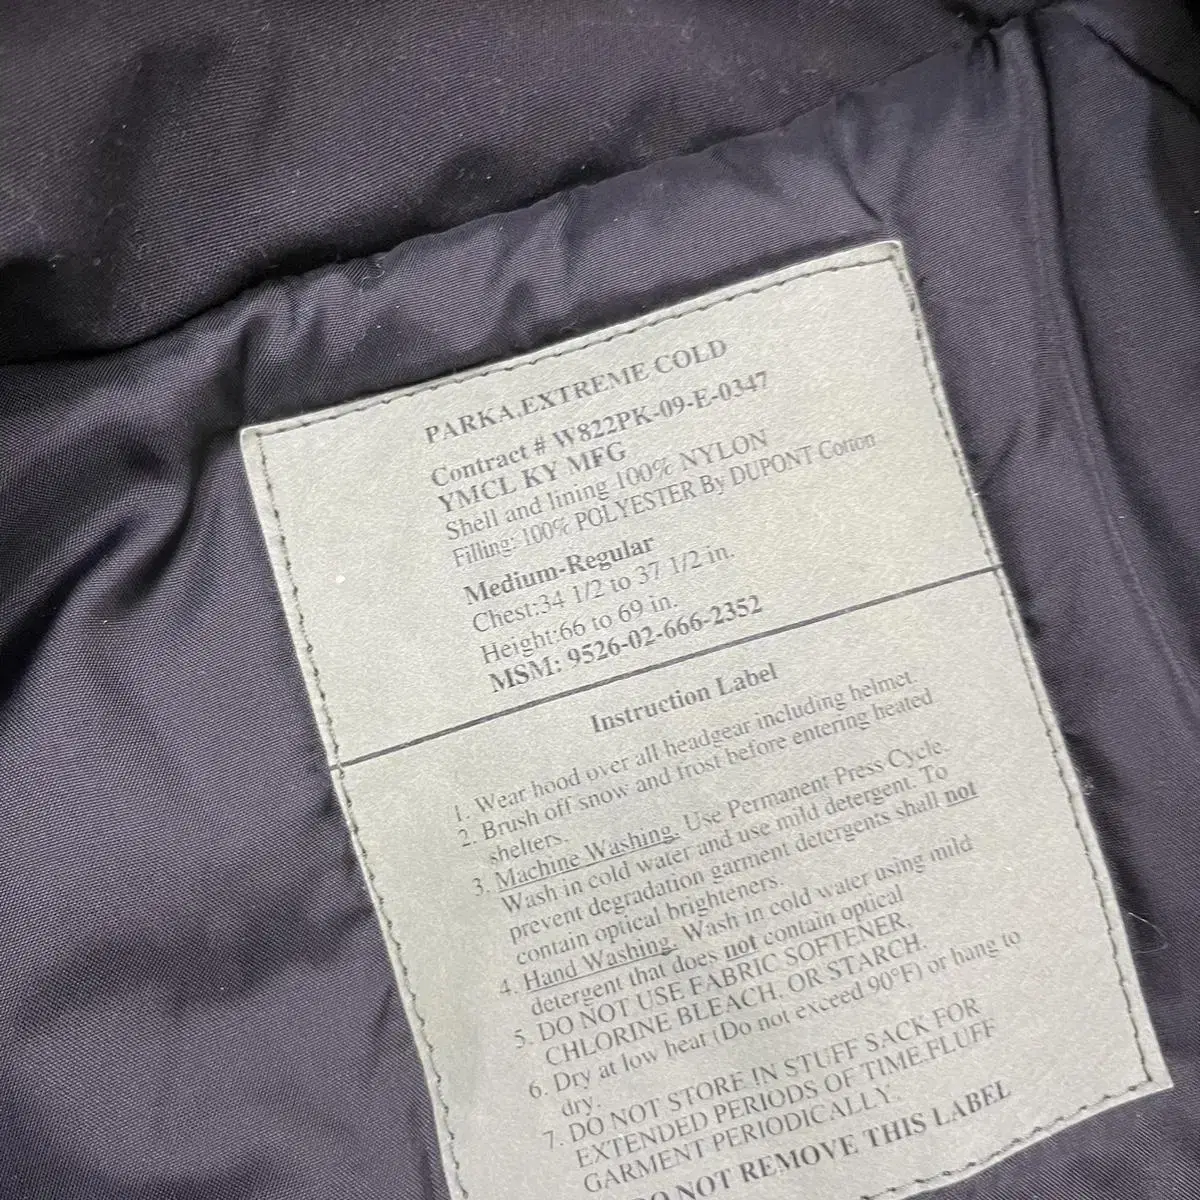 PARKA,EXTREME COLD
Contract # W822PK-09-E-0347
YMCL KY MFG
Shell and lining 100% NYLON
Filling: 100% POLYESTER By DUPONT Cotton
Medium-Regular
Chest:34 1/2 to 37 1/2 in.
Height:66 to 69 in.
MSM: 9526-02-666-2352
Instruction Label
1. Wear hood over all headgear including helmet.
2. Brush off snow and frost before entering heated
shelters.
3. Machine Washing. Use Permanent Press Cycle.
Wash in cold water and use mild detergent. To
prevent degradation garment detergents shall not
contain optical brighteners.
4. Hand Washing. Wash in cold water using mild
detergent that does not contain optical
5. DO NOT USE FABRIC SOFTENER,
CHLORINE BLEACH, OR STARCH.
6. Dry at low heat (Do not exceed 90°F) or hang to
dry.
7. DO NOT STORE IN STUFF SACK FOR
EXTENDED PERIODS OF TIME.FLUFF
GARMENT PERIODICALLY.
DO NOT REMOVE THIS LABEL